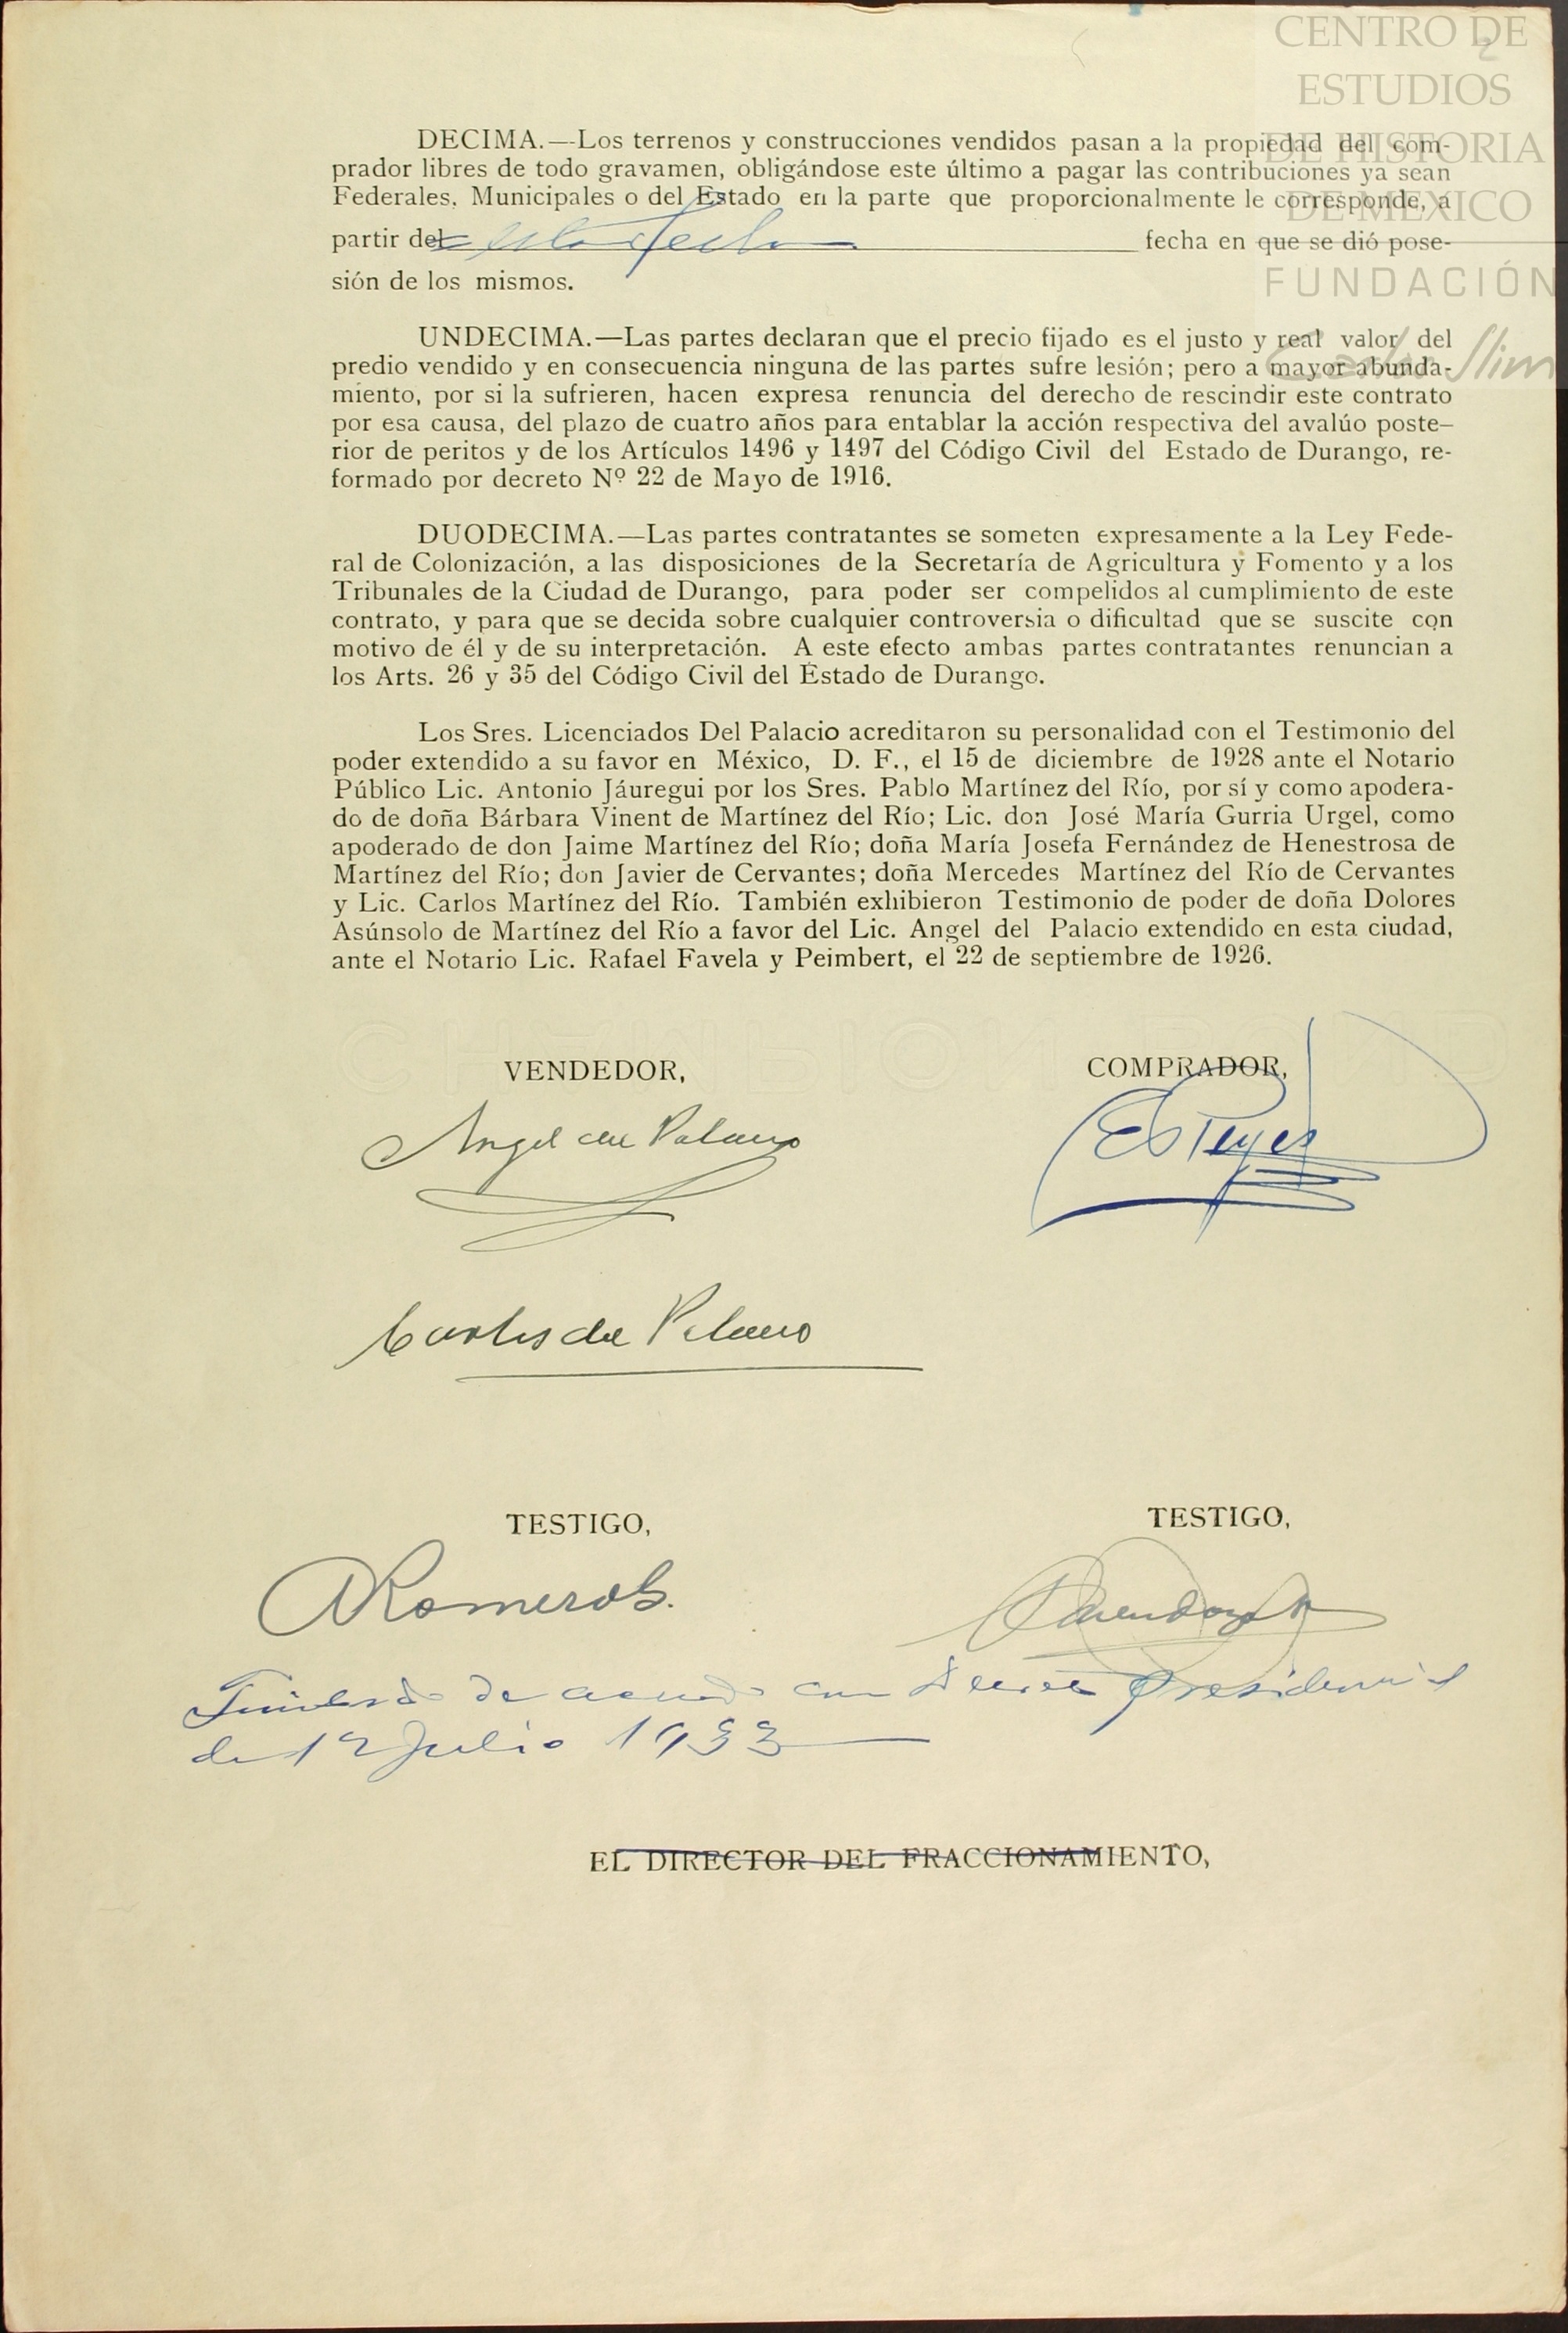 CENTRO DE
ESTUDIOS
DE HISTORIA
DE MEXICO
FUNDACIÓN
Carlos Slim
DECIMA.—Los terrenos y construcciones vendidos pasan a la propiedad del com-
prador libres de todo gravamen, obligándose este último a pagar las contribuciones ya sean
Federales, Municipales o del Estado en la parte que proporcionalmente le corresponde, a
partir del esta fecha fecha en que se dió pose-
sión de los mismos.
UNDECIMA.—Las partes declaran que el precio fijado es el justo y real valor del
predio vendido y en consecuencia ninguna de las partes sufre lesión; pero a mayor abunda-
miento, por si la sufrieren, hacen expresa renuncia del derecho de rescindir este contrato
por esa causa, del plazo de cuatro años para entablar la acción respectiva del avalúo poste-
rior de peritos y de los Artículos 1496 y 1497 del Código Civil del Estado de Durango, re-
formado por decreto Nº 22 de Mayo de 1916.
DUODECIMA.—Las partes contratantes se someten expresamente a la Ley Fede-
ral de Colonización, a las disposiciones de la Secretaría de Agricultura y Fomento y a los
Tribunales de la Ciudad de Durango, para poder ser compelidos al cumplimiento de este
contrato, y para que se decida sobre cualquier controversia o dificultad que se suscite con
motivo de él y de su interpretación. A este efecto ambas partes contratantes renuncian a
los Arts. 26 y 35 del Código Civil del Estado de Durango.
Los Sres. Licenciados Del Palacio acreditaron su personalidad con el Testimonio del
poder extendido a su favor en México, D. F., el 15 de diciembre de 1928 ante el Notario
Público Lic. Antonio Jáuregui por los Sres. Pablo Martínez del Río, por sí y como apodera-
do de doña Bárbara Vinent de Martínez del Río; Lic. don José María Gurria Urgel, como
apoderado de don Jaime Martínez del Río; doña María Josefa Fernández de Henestrosa de
Martínez del Río; don Javier de Cervantes; doña Mercedes Martínez del Río de Cervantes
y Lic. Carlos Martínez del Río. También exhibieron Testimonio de poder de doña Dolores
Asúnsolo de Martínez del Río a favor del Lic. Angel del Palacio extendido en esta ciudad,
ante el Notario Lic. Rafael Favela y Peimbert, el 22 de septiembre de 1926.
VENDEDOR, COMPRADOR,
Angel del Palacio
Carlos del Palacio
TESTIGO, TESTIGO,
ARomeroS.
de acuerdo con Decreto Presidencial
de 12 Julio 1933
EL DIRECTOR DEL FRACCIONAMIENTO,